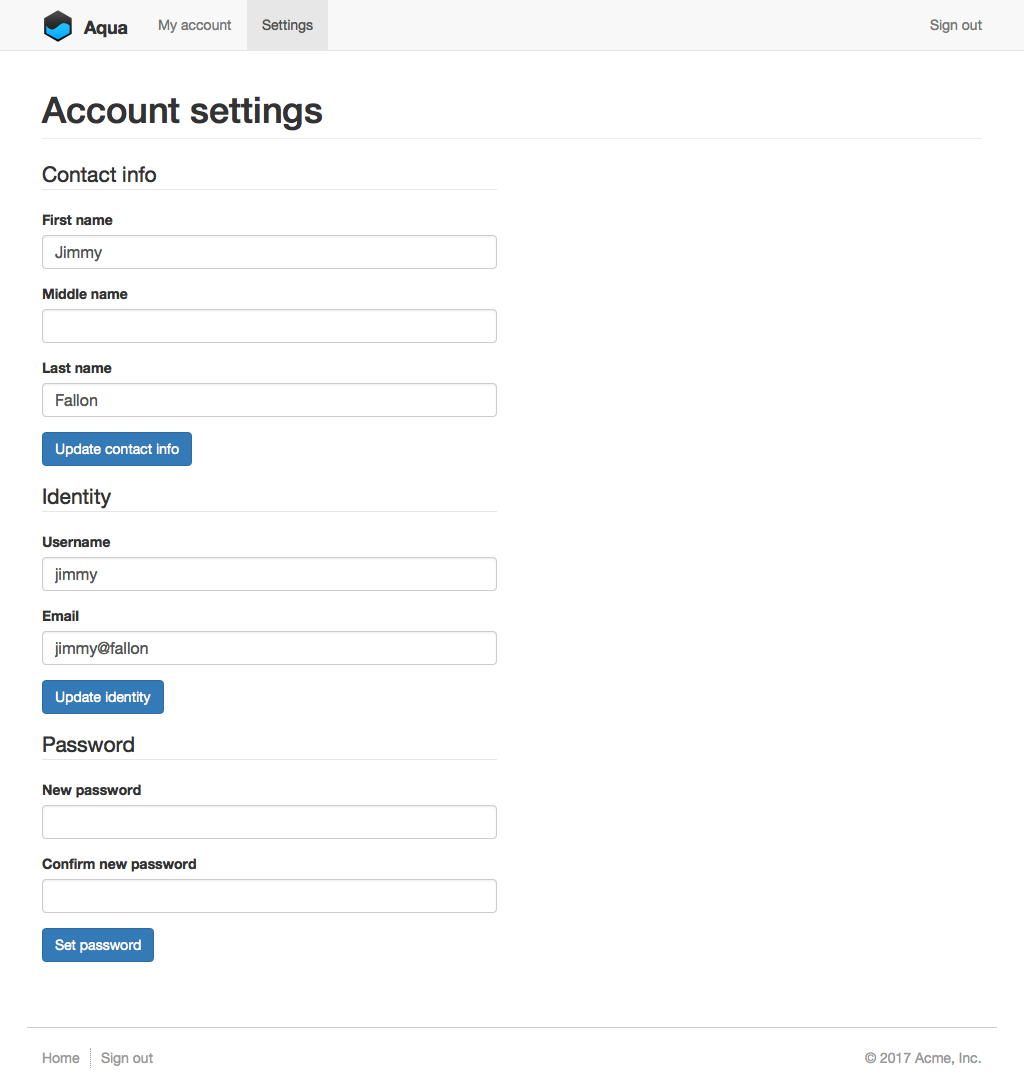 Aqua My account Settings Sign out
Account settings
Contact info
First name
Jimmy
Middle name
Last name
Fallon
Update contact info
Identity
Username
jimmy
Email
jimmy@fallon
Update identity
Password
New password
Confirm new password
Set password
Home Sign out © 2017 Acme, Inc.